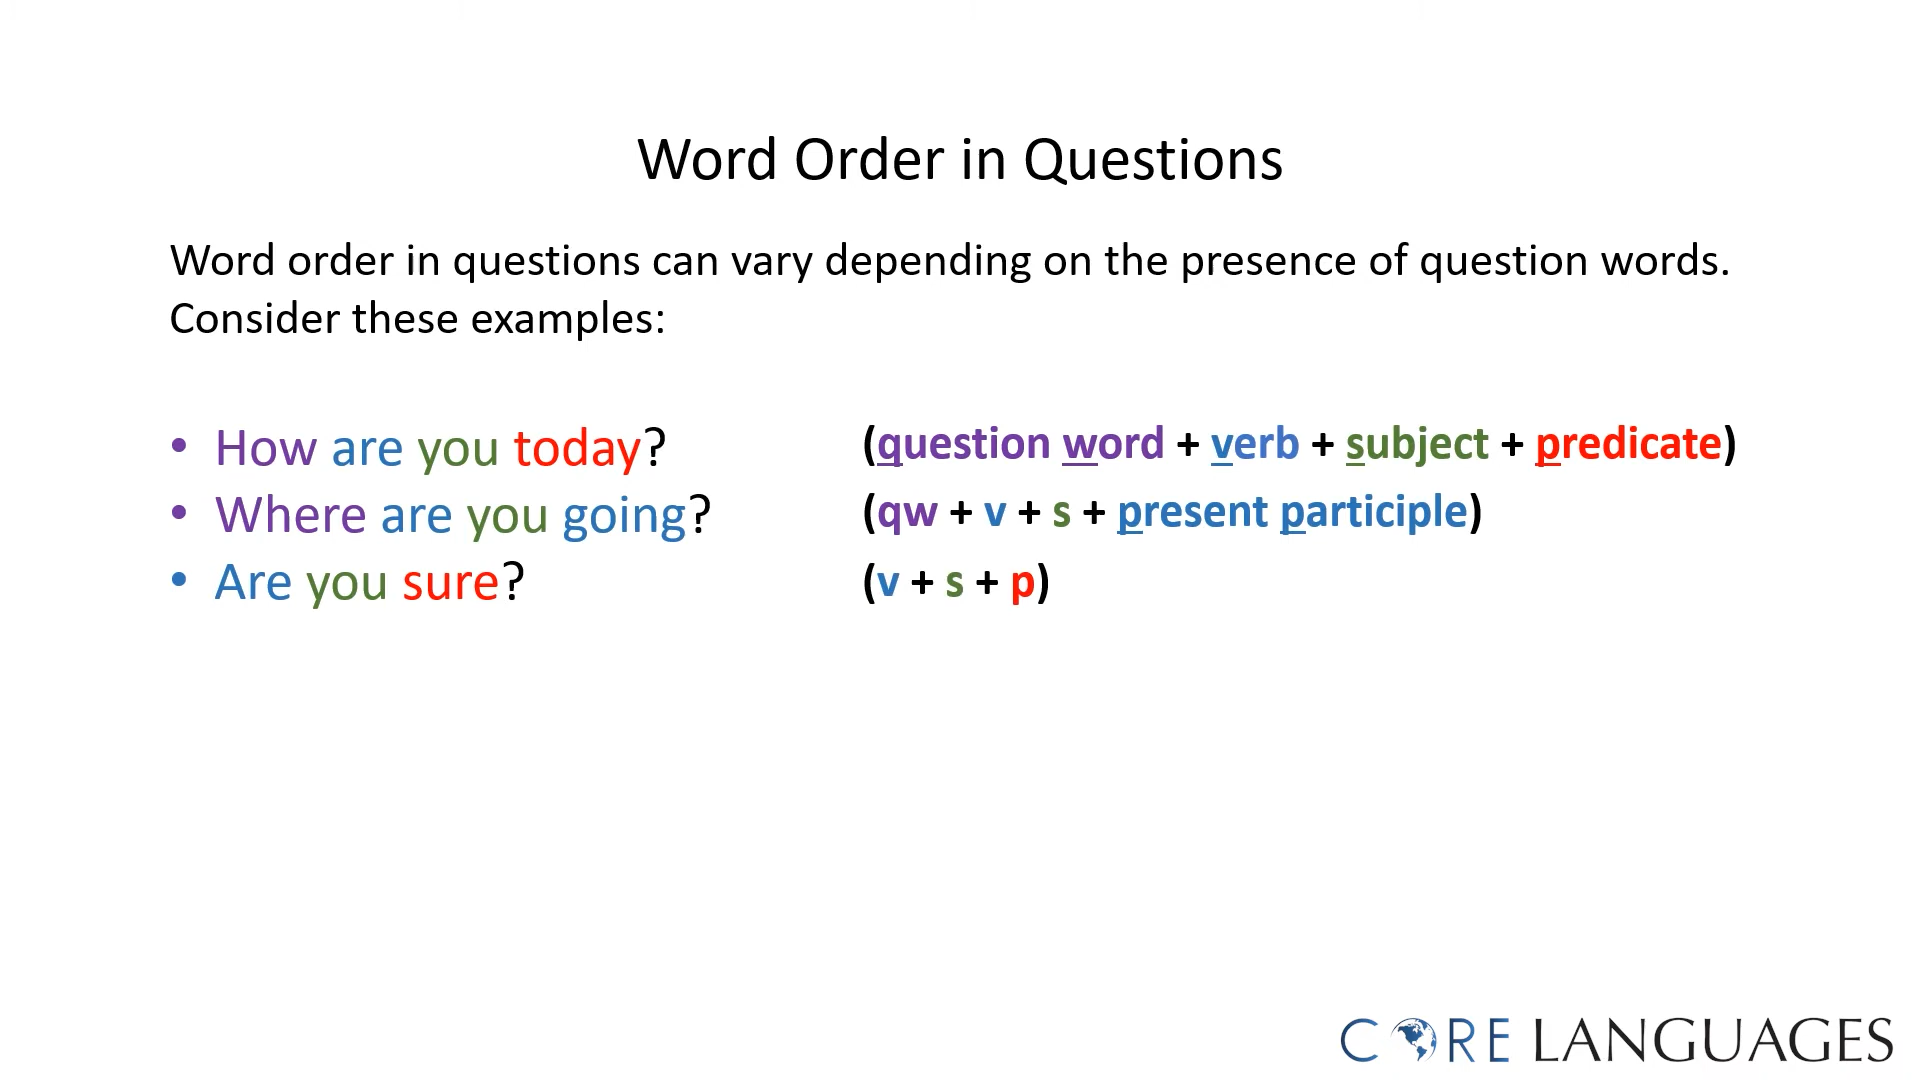 Word Order in Questions
Word order in questions can vary depending on the presence of question words.
Consider these examples:
• How are you today? (question word + verb + subject + predicate)
• Where are you going? (qw + v + s + present participle)
• Are you sure? (v + s + p)
CORE LANGUAGES